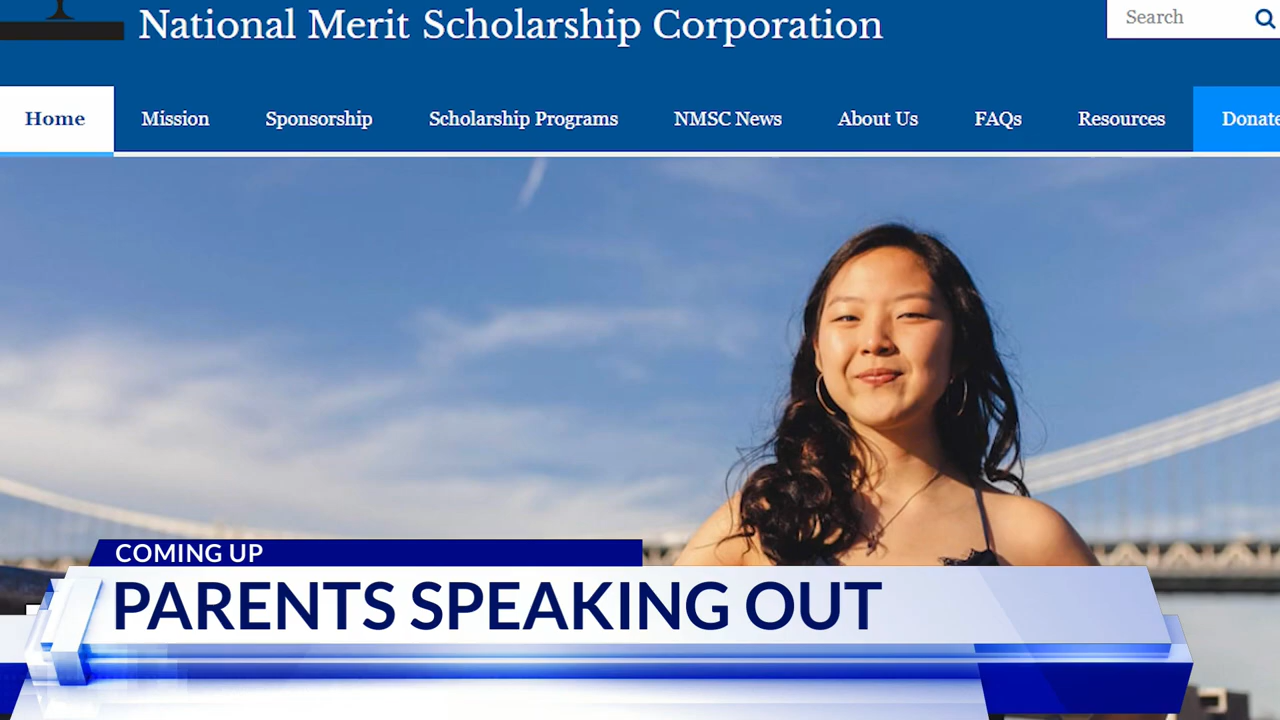 National Merit Scholarship Corporation
Search
Home Mission Sponsorship Scholarship Programs NMSC News About Us FAQs Resources Donate
COMING UP
PARENTS SPEAKING OUT